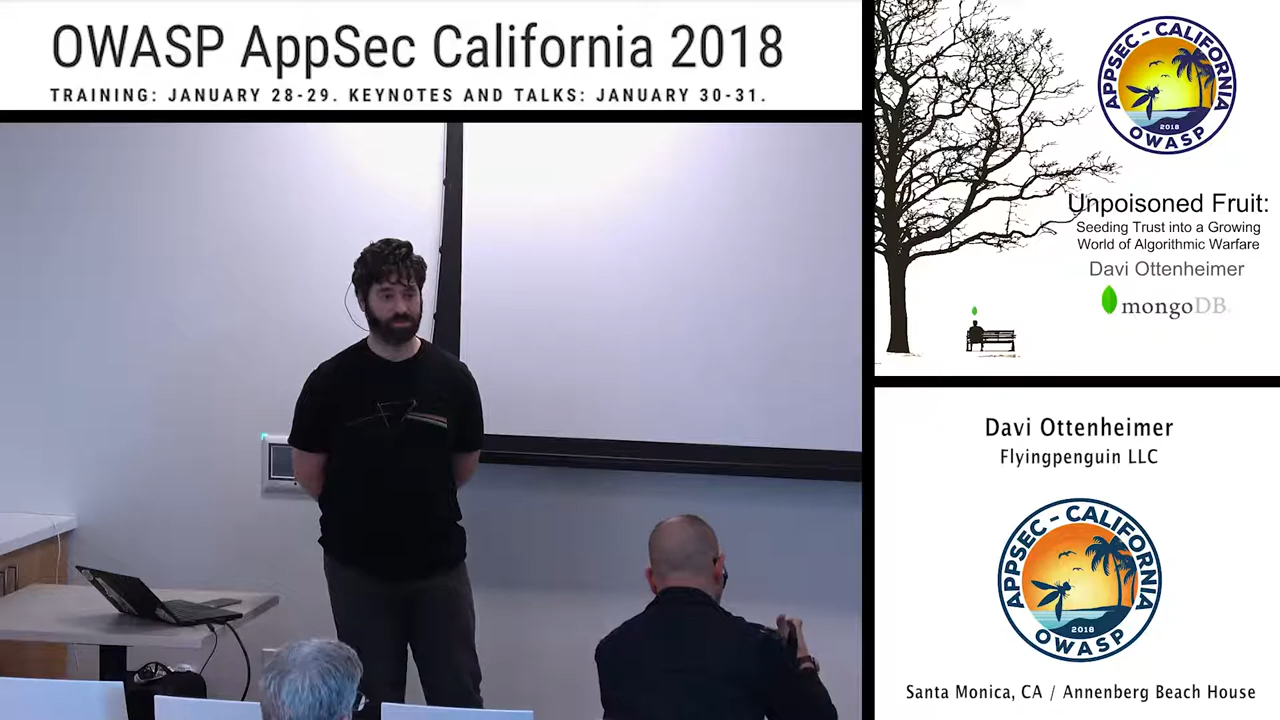 OWASP AppSec California 2018
TRAINING: JANUARY 28-29. KEYNOTES AND TALKS: JANUARY 30-31.
APPSEC - CALIFORNIA
2018
OWASP
Unpoisoned Fruit:
Seeding Trust into a Growing
World of Algorithmic Warfare
Davi Ottenheimer
mongoDB.
Davi Ottenheimer
Flyingpenguin LLC
APPSEC - CALIFORNIA
2018
OWASP
Santa Monica, CA / Annenberg Beach House